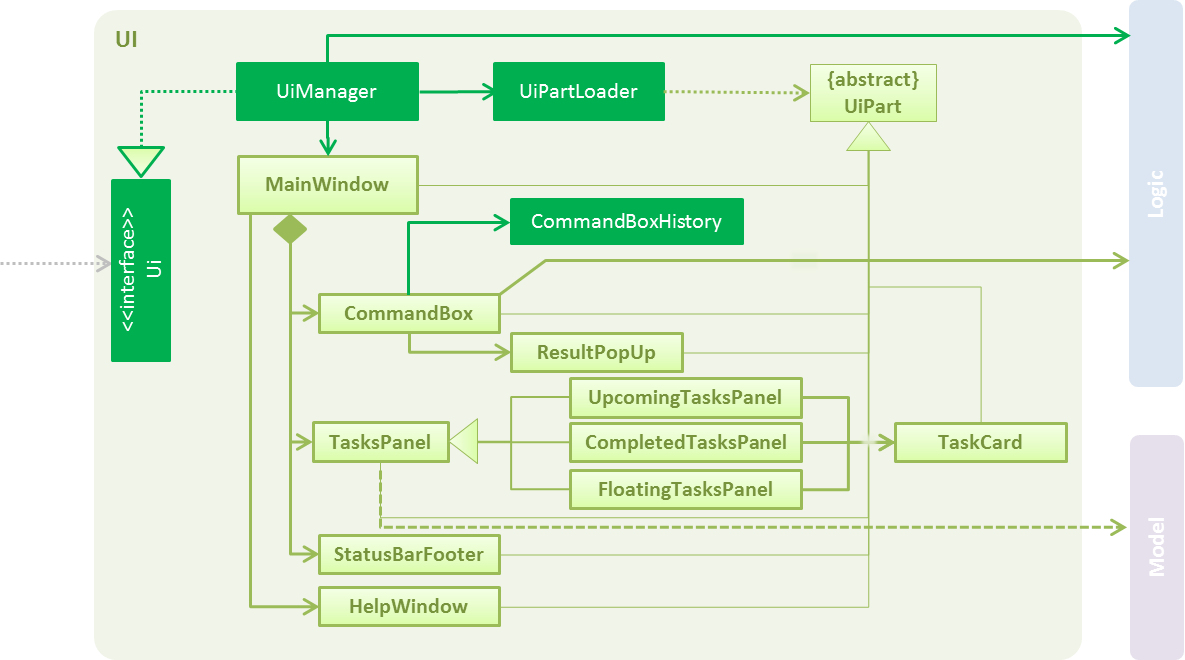 UI
UiManager
UiPartLoader
{abstract}
UiPart
MainWindow
<<interface>>
Ui
CommandBoxHistory
CommandBox
ResultPopUp
UpcomingTasksPanel
TasksPanel
CompletedTasksPanel
TaskCard
FloatingTasksPanel
StatusBarFooter
HelpWindow
Logic
Model